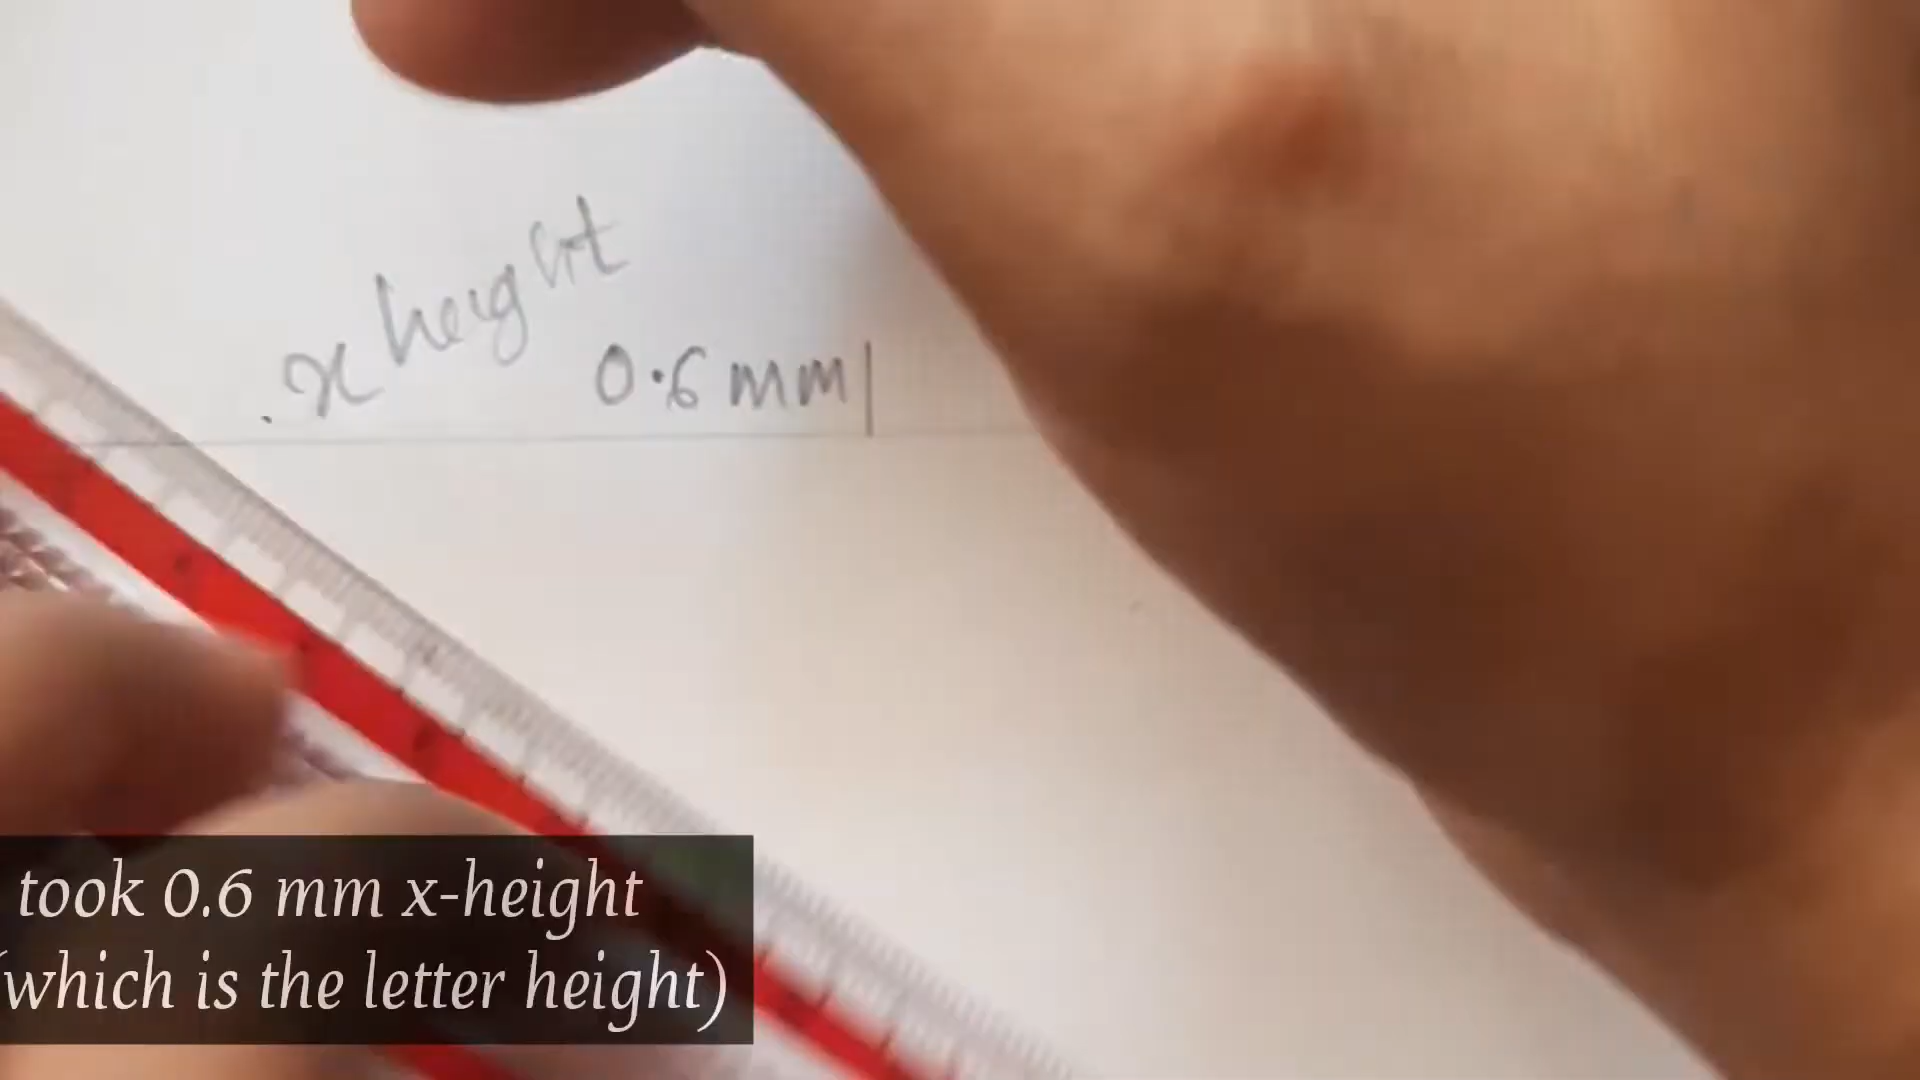 x height
0.6 mm
took 0.6 mm x-height
(which is the letter height)